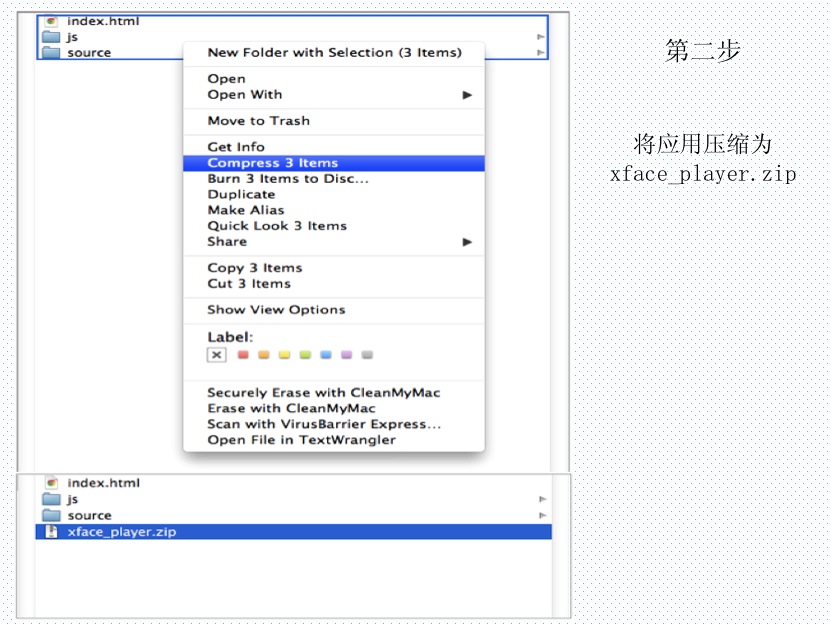 index.html
js
source
New Folder with Selection (3 Items)
Open
Open With
Move to Trash
Get Info
Compress 3 Items
Burn 3 Items to Disc...
Duplicate
Make Alias
Quick Look 3 Items
Share
Copy 3 Items
Cut 3 Items
Show View Options
Label:
Securely Erase with CleanMyMac
Erase with CleanMyMac
Scan with VirusBarrier Express...
Open File in TextWrangler
index.html
js
source
xface_player.zip
第二步
将应用压缩为
xface_player.zip